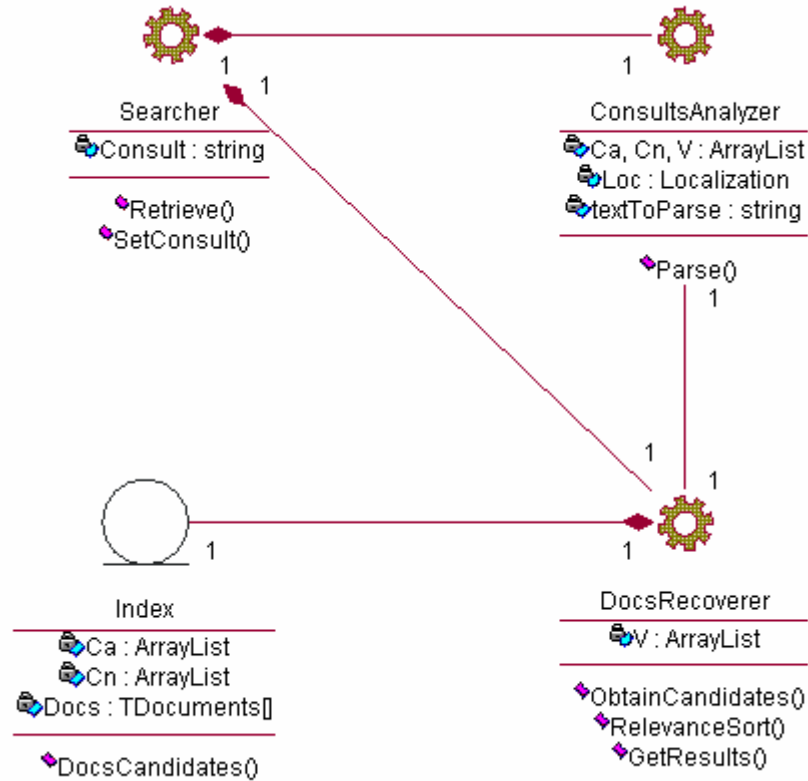 1
1
1
Searcher
Consult : string
Retrieve()
SetConsult()
ConsultsAnalyzer
Ca, Cn, V : ArrayList
Loc : Localization
textToParse : string
Parse()
1
1
1
1
1
Index
Ca : ArrayList
Cn : ArrayList
Docs : TDocuments[]
DocsCandidates()
DocsRecoverer
V : ArrayList
ObtainCandidates()
RelevanceSort()
GetResults()